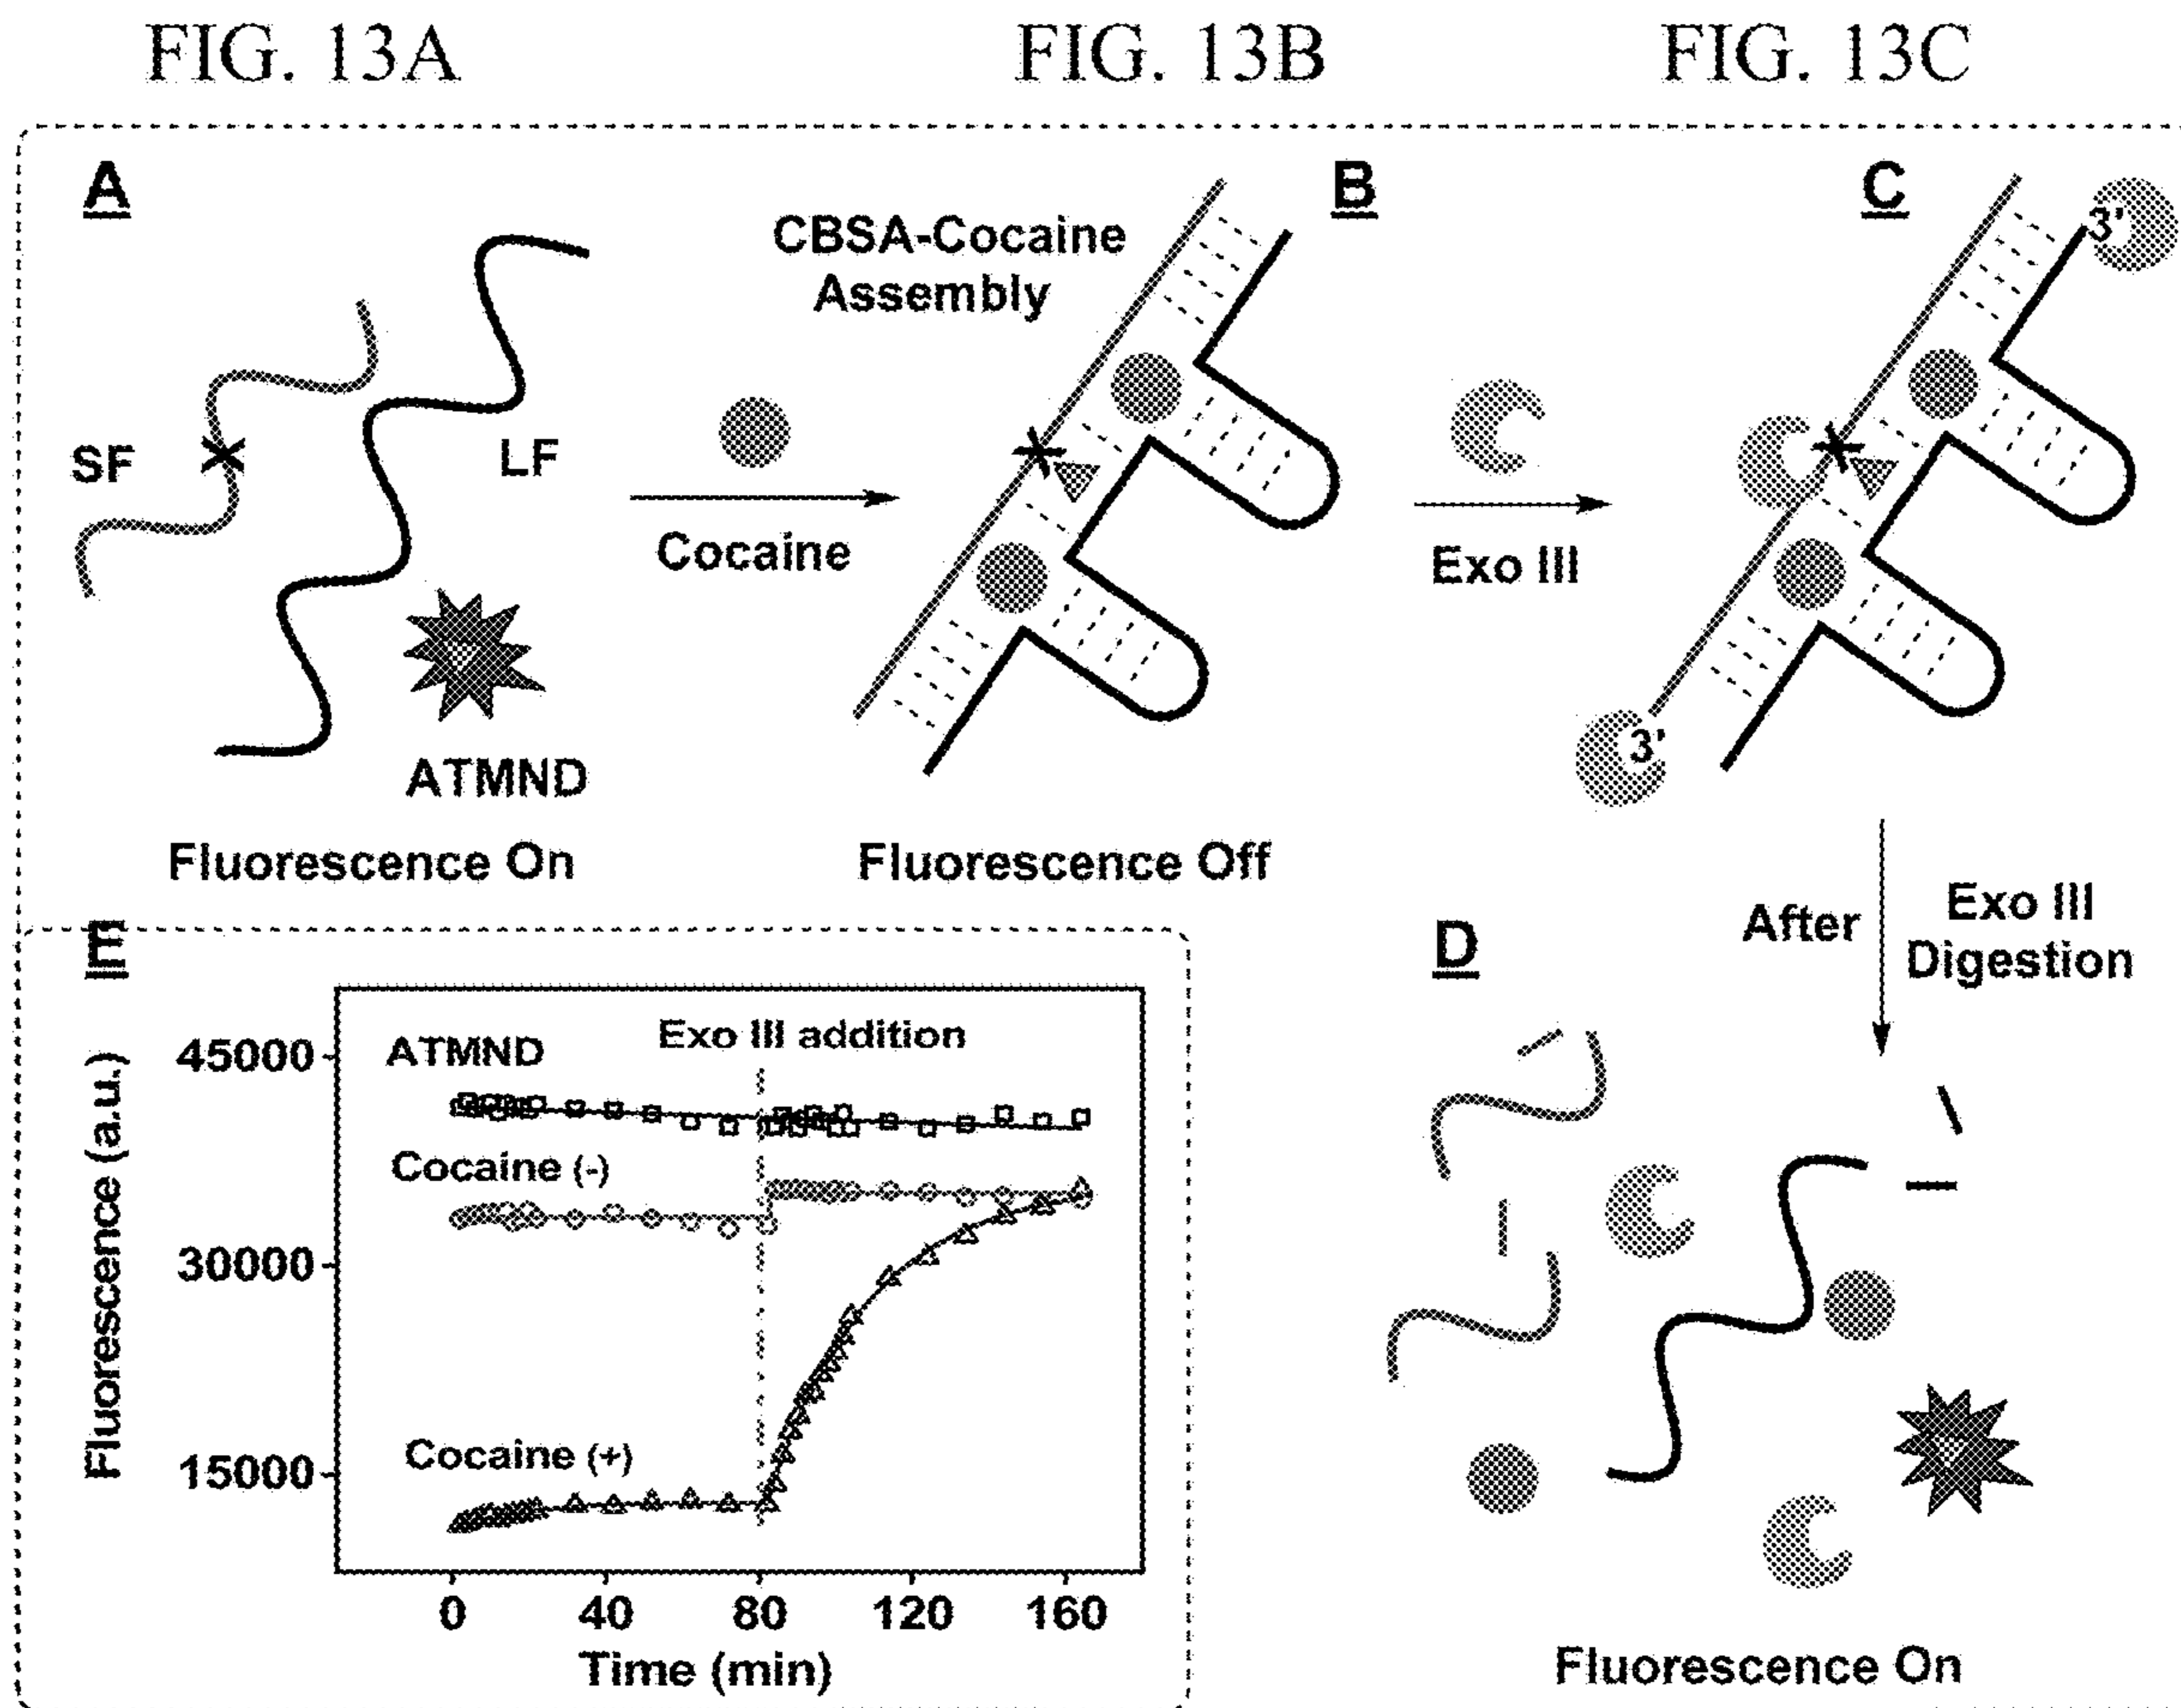 FIG. 13A
FIG. 13B
FIG. 13C
A
B
C
CBSA-Cocaine
Assembly
3'
SF
LF
Cocaine
Exo III
3'
ATMND
Fluorescence On
Fluorescence Off
After
Exo III
Digestion
E
D
Fluorescence (a.u.)
45000
30000
15000
ATMND
Exo III addition
Cocaine (-)
Cocaine (+)
0
40
80
120
160
Time (min)
Fluorescence On